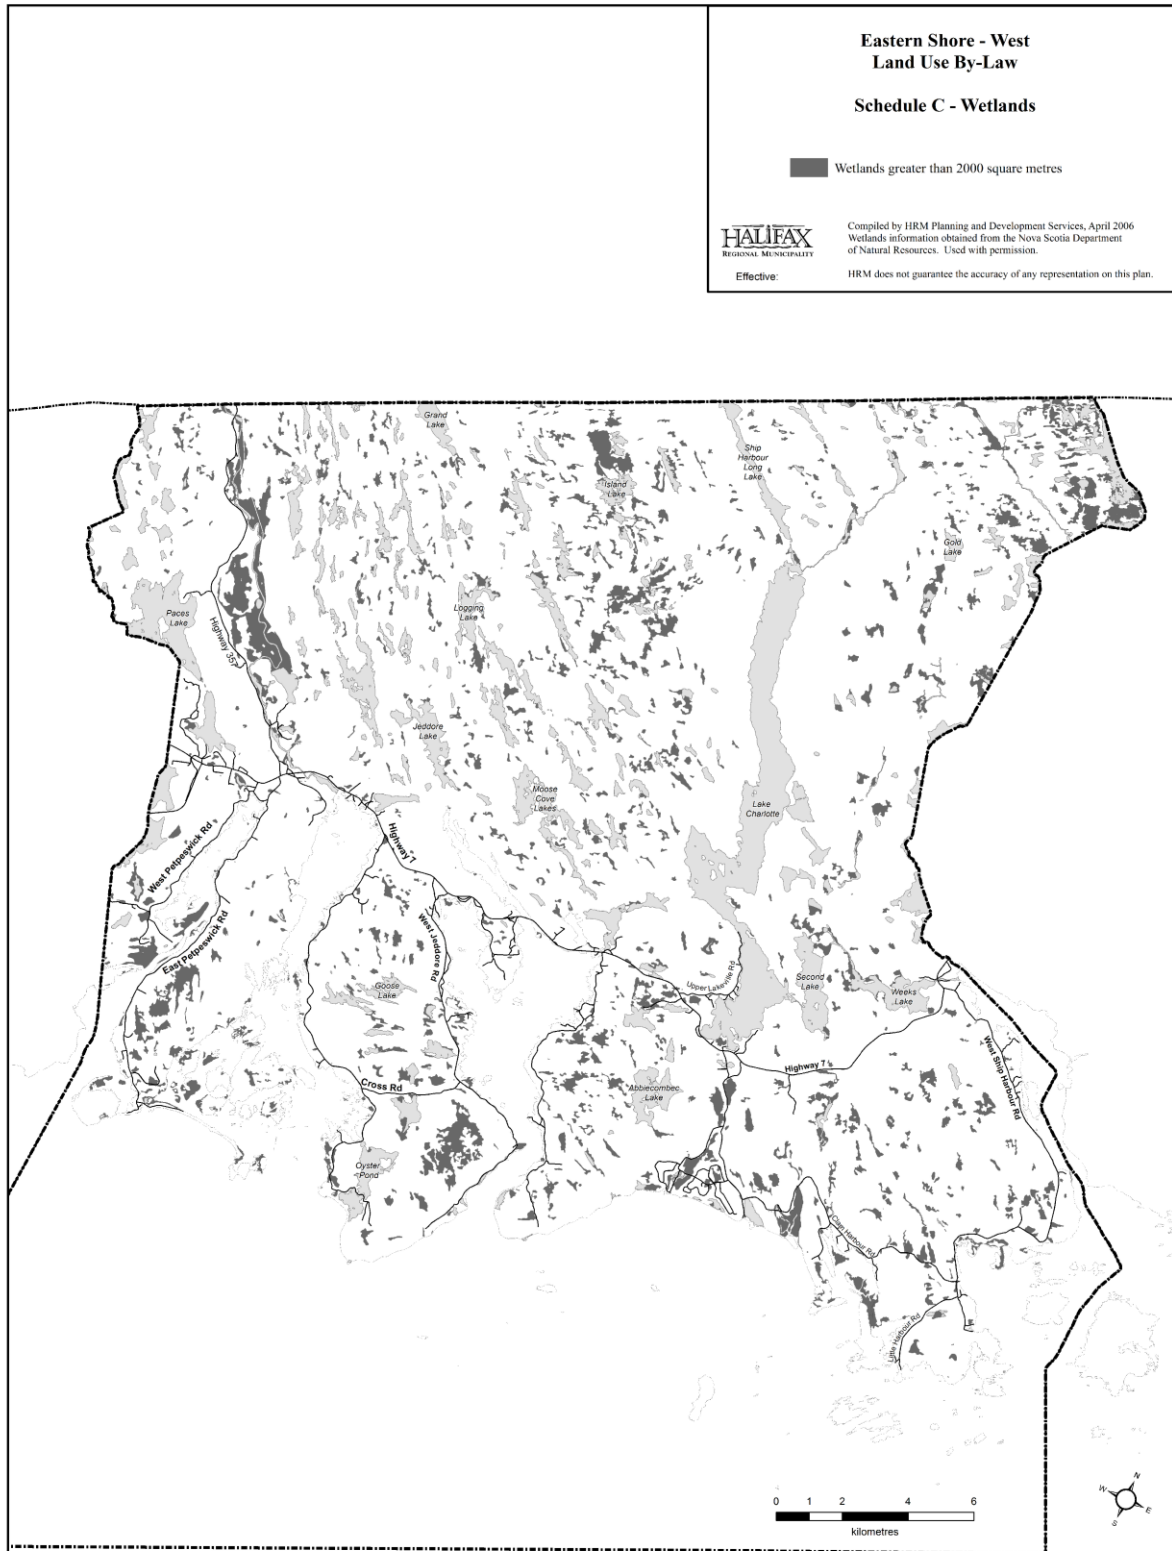 Eastern Shore - West
Land Use By-Law
Schedule C - Wetlands
Wetlands greater than 2000 square metres
HALIFAX
REGIONAL MUNICIPALITY
Compiled by HRM Planning and Development Services, April 2006
Wetlands information obtained from the Nova Scotia Department
of Natural Resources. Used with permission.
Effective:
HRM does not guarantee the accuracy of any representation on this plan.
Grand
Lake
Ship
Harbour
Long
Lake
Island
Lake
Gold
Lake
Paces
Lake
Logging
Lake
Highway 357
Jeddore
Lake
Moose
Cove
Lakes
Lake
Charlotte
Highway 7
West Petpeswick Rd
East Petpeswick Rd
West Jeddore Rd
Goose
Lake
Upper Lakeville Rd
Second
Lake
Weeks
Lake
Highway 7
West Ship Harbour Rd
Cross Rd
Abbiecombec
Lake
Oyster
Pond
Clam Harbour Rd
Little Harbour Rd
N
W
E
S
0 1 2 4 6
kilometres